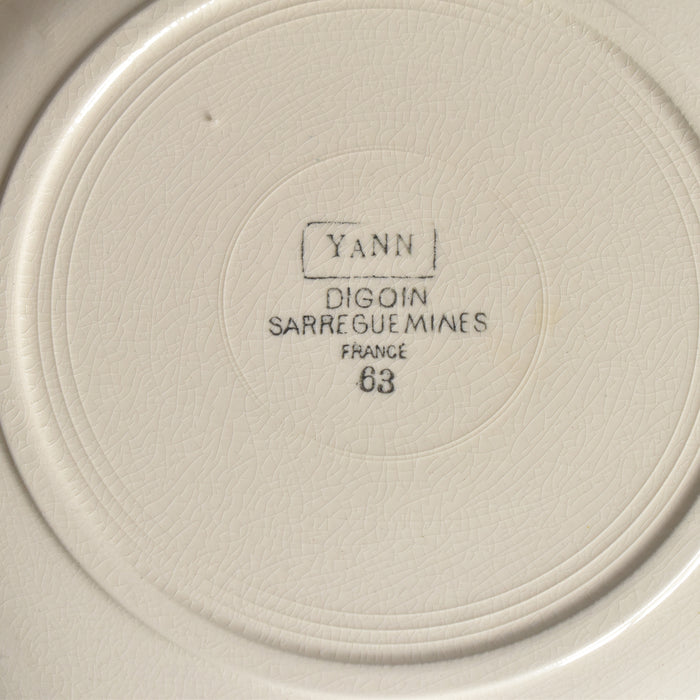 YANN
DIGOIN
SARREGUEMINES
FRANCE
63